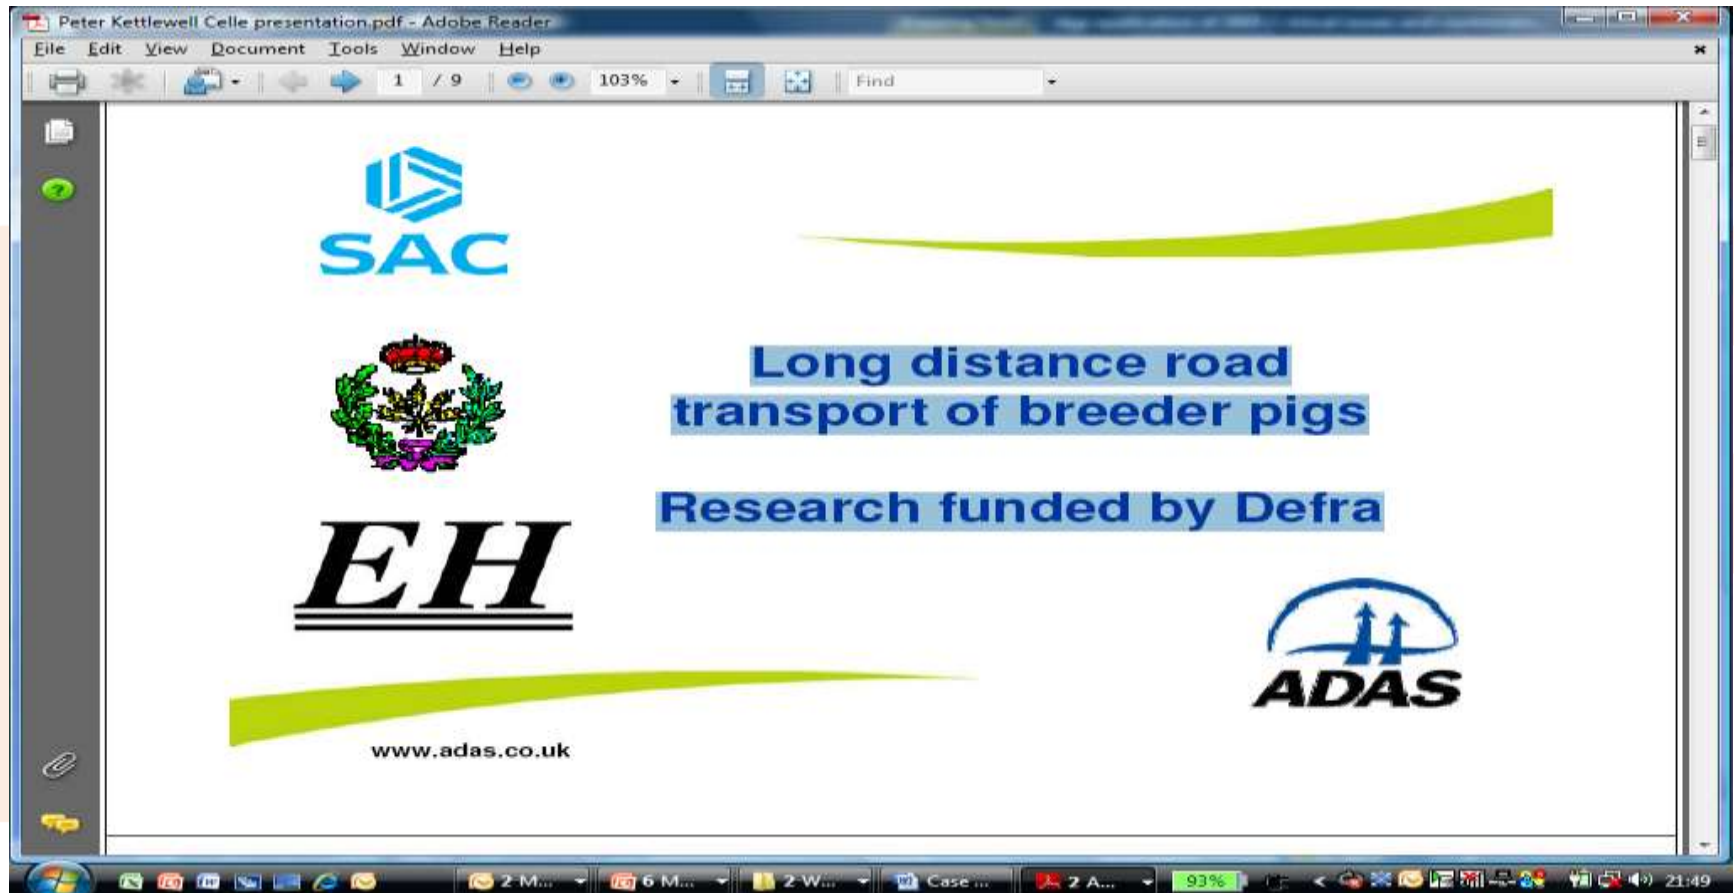 Peter Kettlewell Celle presentation.pdf - Adobe Reader
File Edit View Document Tools Window Help
1 / 9 103% Find
SAC
Long distance road
transport of breeder pigs
Research funded by Defra
EH
ADAS
www.adas.co.uk
2 M... 6 M... 2 W... Case ... 2 A... 93% 21:49